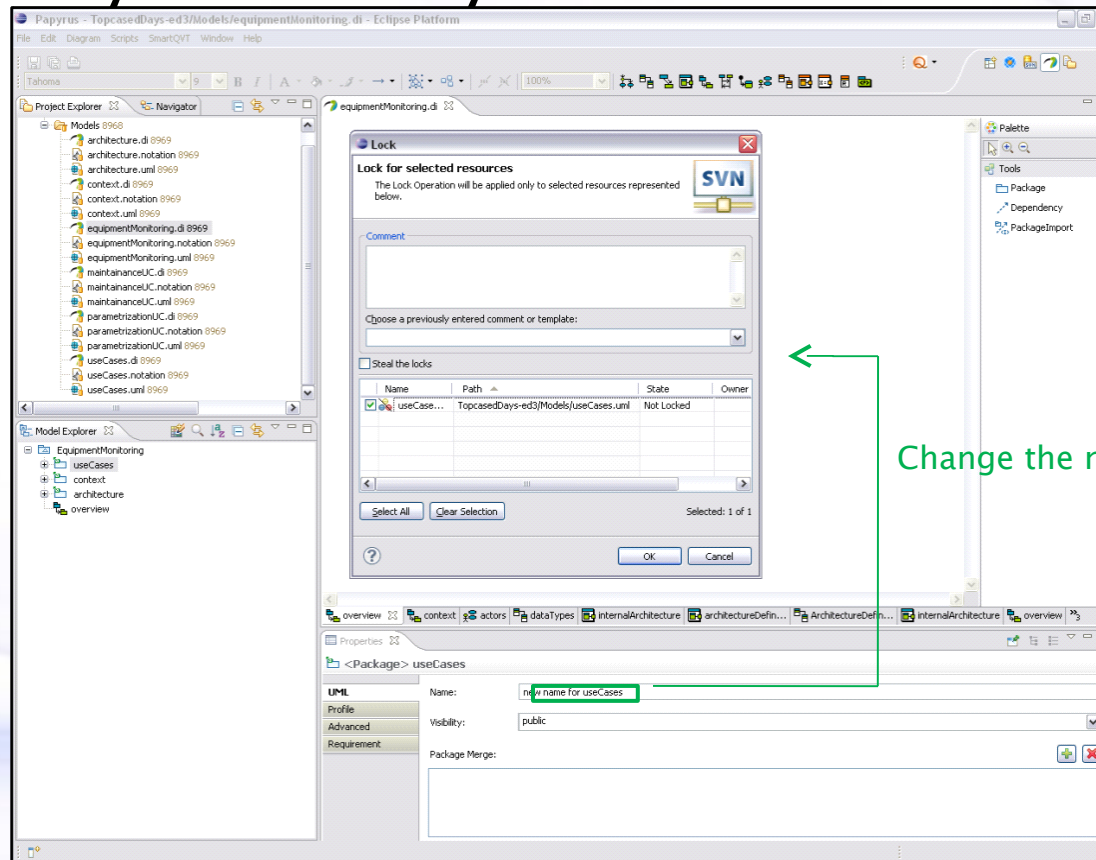 Papyrus - TopcasedDays-ed3/Models/equipmentMonitoring.di - Eclipse Platform
File Edit Diagram Scripts SmartQVT Window Help
Tahoma 9 B I A 100%
Project Explorer Navigator
equipmentMonitoring.di
Models 8968
architecture.di 8969
architecture.notation 8969
architecture.uml 8969
context.di 8969
context.notation 8969
context.uml 8969
equipmentMonitoring.di 8969
equipmentMonitoring.notation 8969
equipmentMonitoring.uml 8969
maintainanceUC.di 8969
maintainanceUC.notation 8969
maintainanceUC.uml 8969
parametrizationUC.di 8969
parametrizationUC.notation 8969
parametrizationUC.uml 8969
useCases.di 8969
useCases.notation 8969
useCases.uml 8969
Model Explorer
EquipmentMonitoring
useCases
context
architecture
overview
Lock
Lock for selected resources
The Lock Operation will be applied only to selected resources represented
below.
SVN
Comment
Choose a previously entered comment or template:
Steal the locks
Name Path State Owner
useCase... TopcasedDays-ed3/Models/useCases.uml Not Locked
Select All Clear Selection Selected: 1 of 1
OK Cancel
Palette
Tools
Package
Dependency
PackageImport
Change the
overview context actors dataTypes internalArchitecture architectureDefin... ArchitectureDefin... internalArchitecture overview »3
Properties
<Package> useCases
UML
Profile
Advanced
Requirement
Name: new name for useCases
Visibility: public
Package Merge: